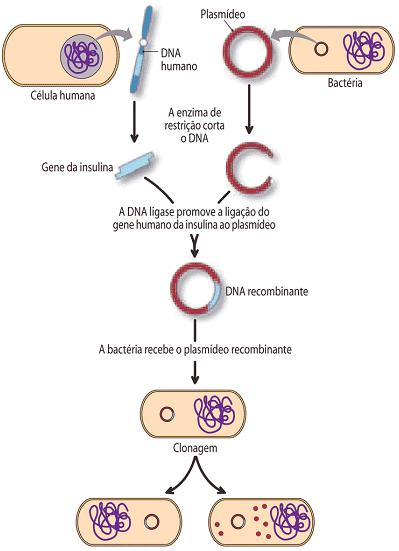 Plasmídeo
DNA
humano
Célula humana
Bactéria
A enzima de
restrição corta
o DNA
Gene da insulina
A DNA ligase promove a ligação do
gene humano da insulina ao plasmídeo
DNA recombinante
A bactéria recebe o plasmídeo recombinante
Clonagem